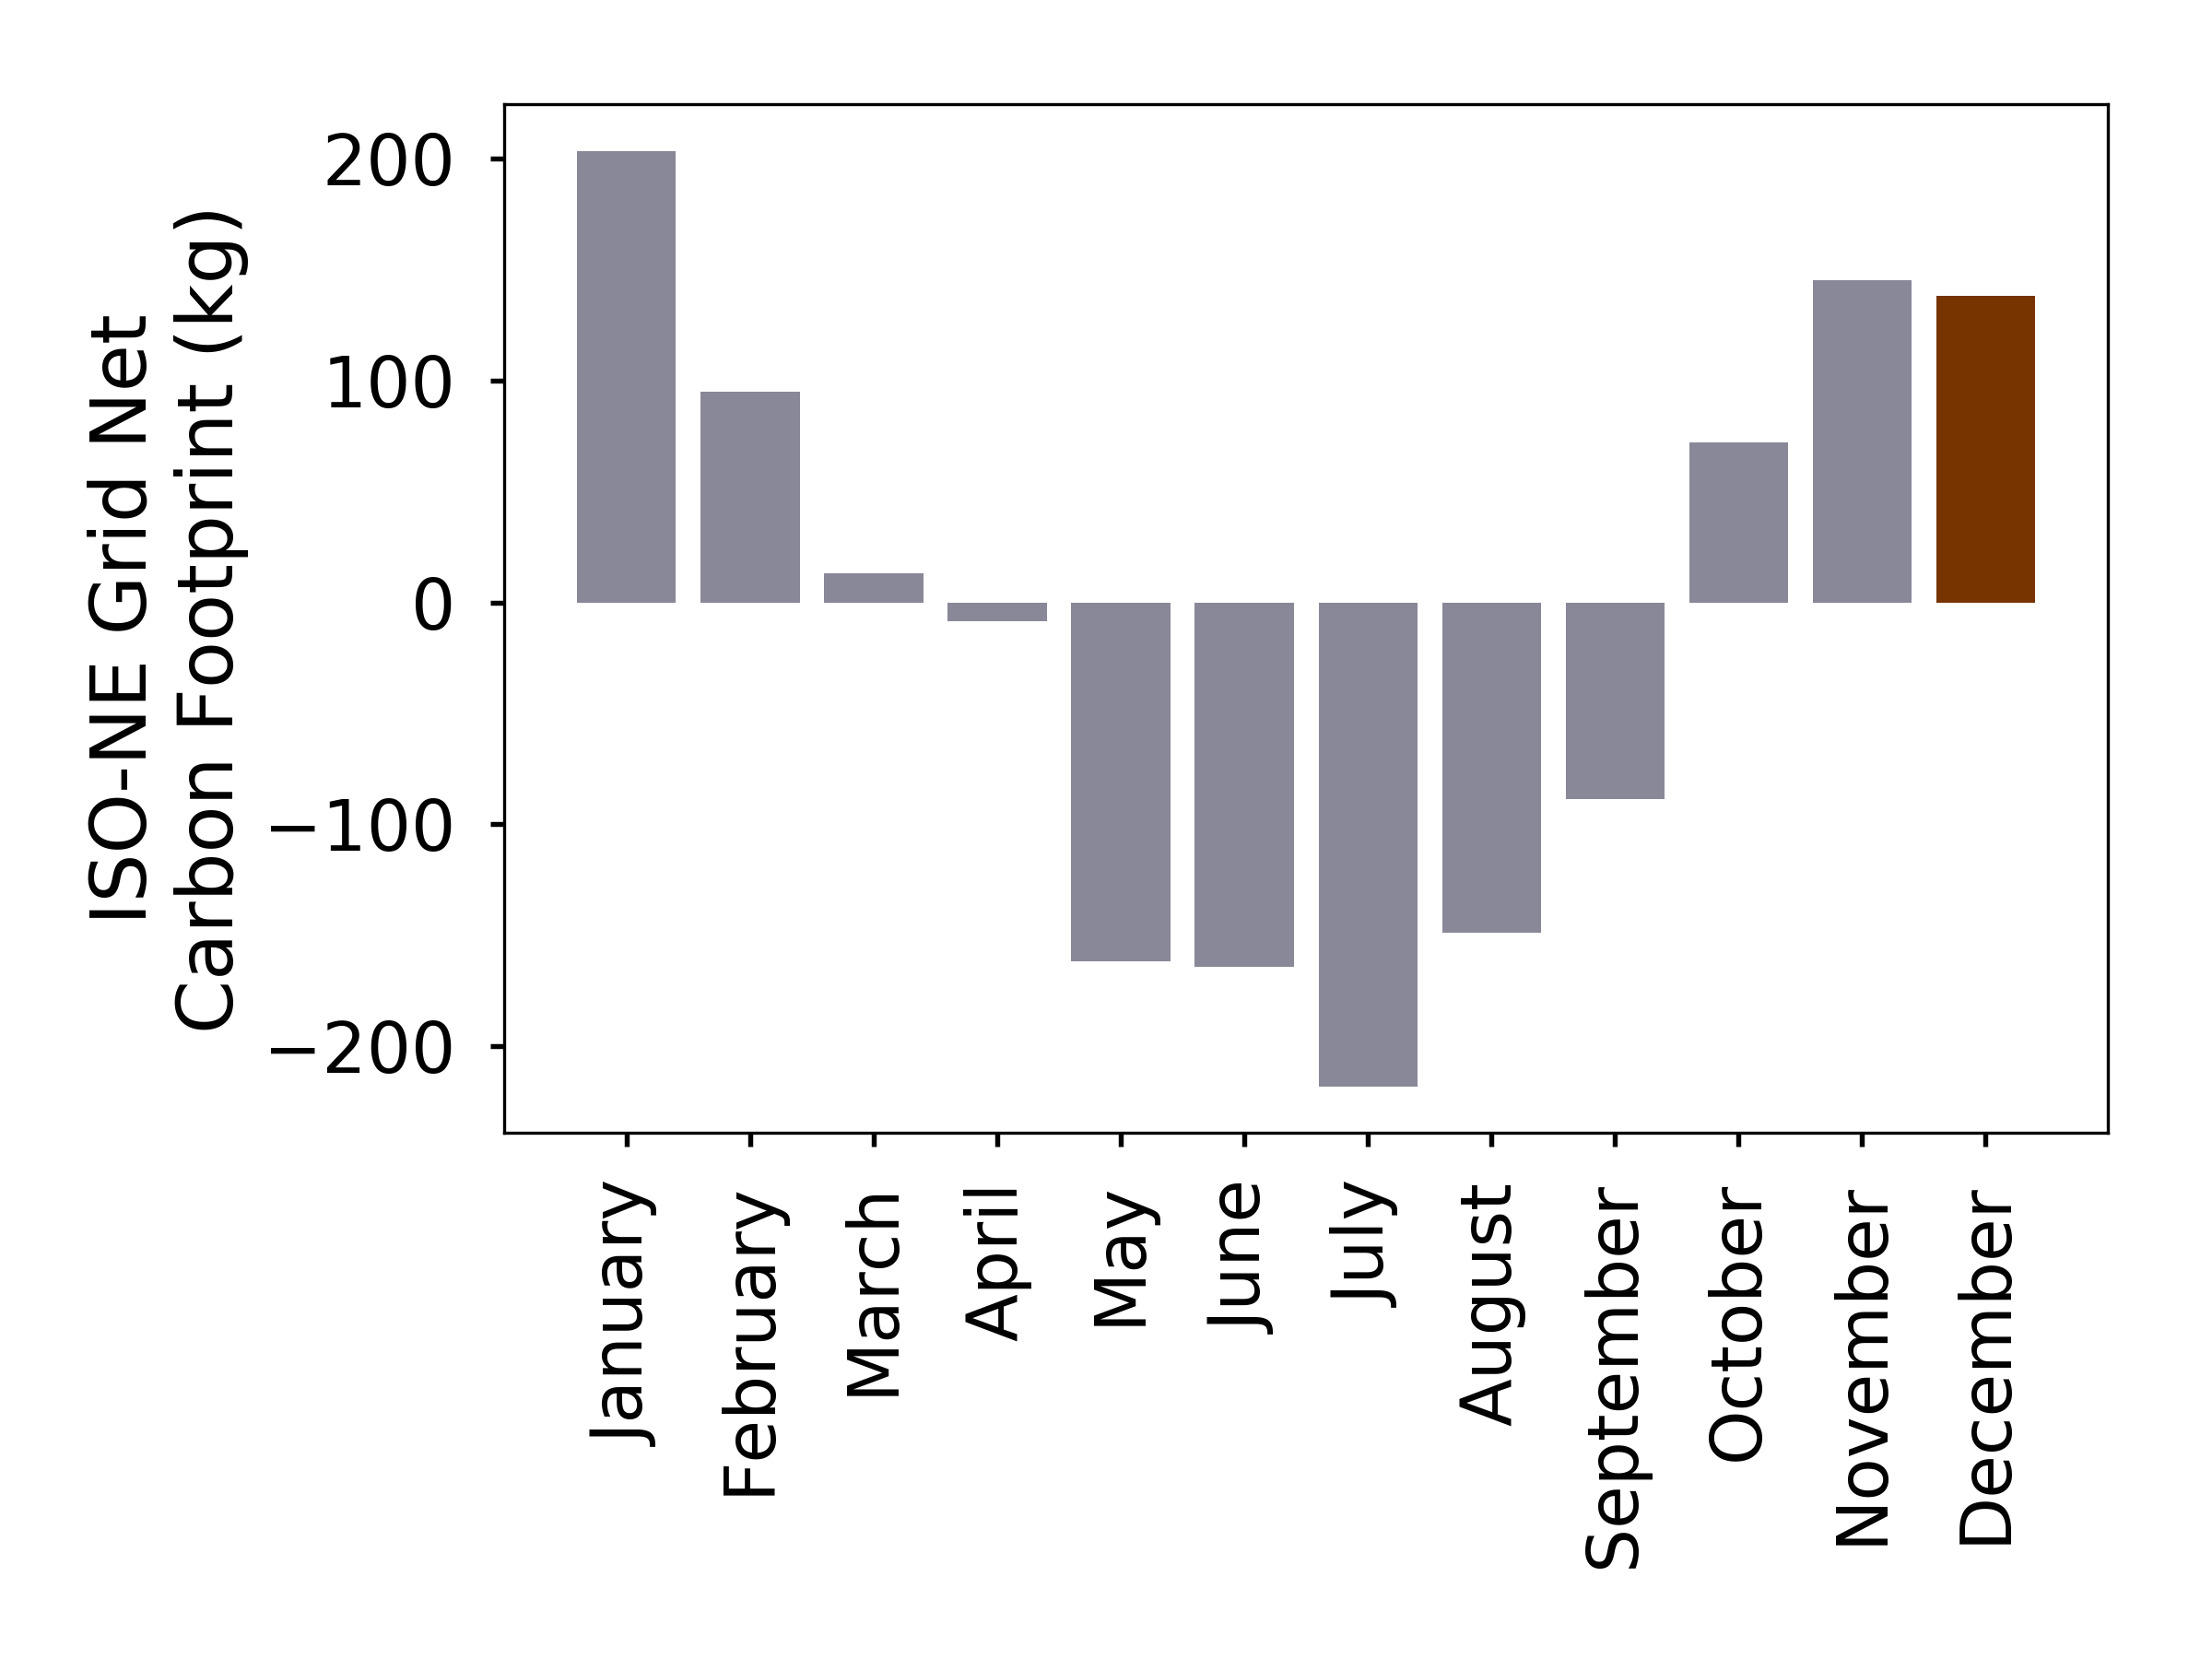 ISO-NE Grid Net
Carbon Footprint (kg)
200
100
0
−100
−200
January
February
March
April
May
June
July
August
September
October
November
December